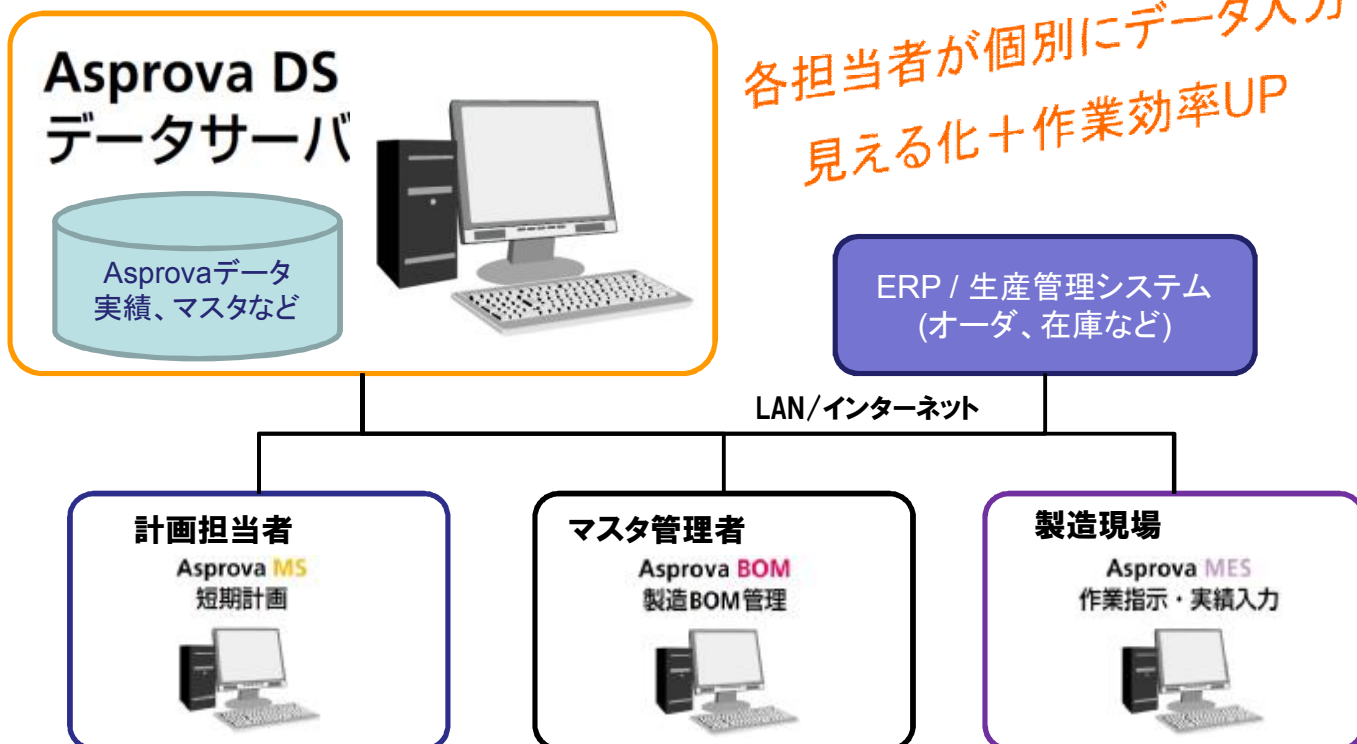 Asprova DS
データサーバ
Asprovaデータ
実績、マスタなど
各担当者が個別にデータ入力
見える化＋作業効率UP
ERP / 生産管理システム
(オーダ、在庫など)
LAN/インターネット
計画担当者
Asprova MS
短期計画
マスタ管理者
Asprova BOM
製造BOM管理
製造現場
Asprova MES
作業指示・実績入力